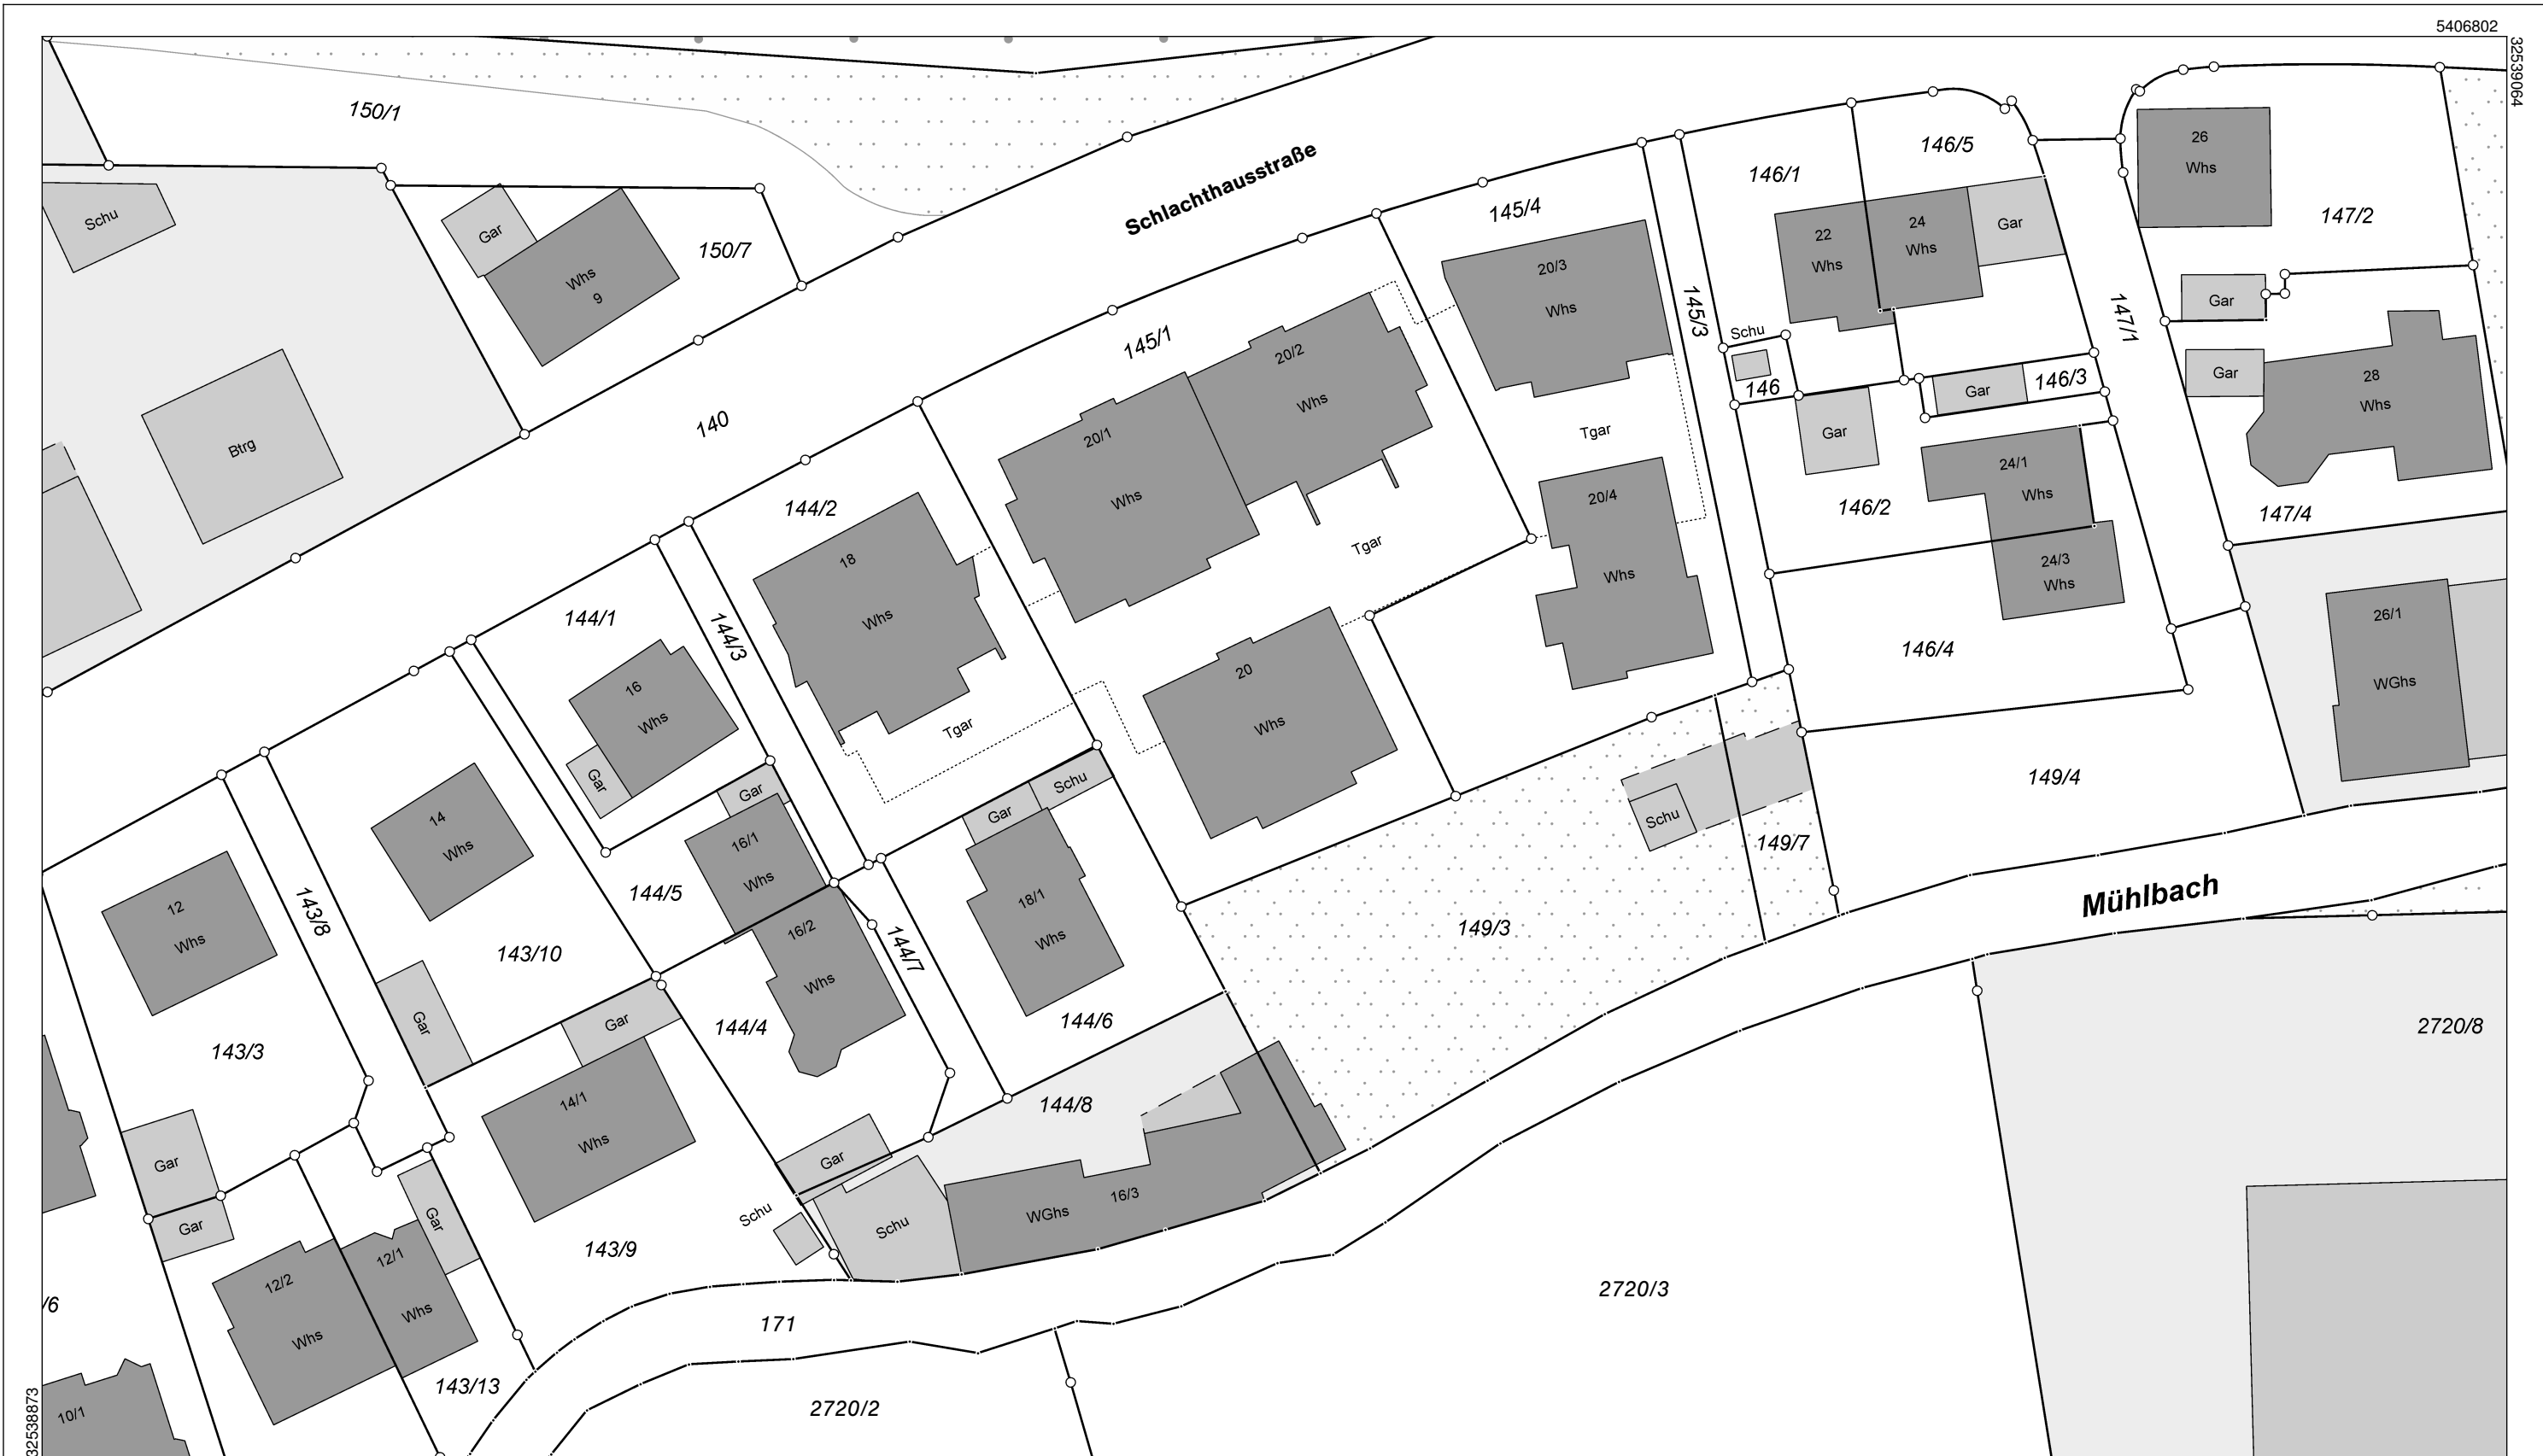 5406802
32539064
150/1
Schu
Gar
Whs
9
150/7
Schlachthausstraße
145/4
146/1
146/5
26
Whs
147/2
22
Whs
24
Whs
Gar
20/3
Whs
145/3
147/1
Gar
Schu
146
Gar
146/3
Gar
28
Whs
145/1
20/2
Whs
Btrg
140
20/1
Whs
Tgar
Gar
24/1
Whs
146/2
147/4
144/2
18
Whs
Tgar
20/4
Whs
24/3
Whs
26/1
WGhs
144/1
144/3
146/4
16
Whs
20
Whs
Tgar
Gar
149/4
14
Whs
Gar
Schu
Gar
Schu
149/7
16/1
Whs
144/5
Mühlbach
12
Whs
143/8
18/1
Whs
149/3
143/10
16/2
Whs
144/7
Gar
Gar
144/4
144/6
2720/8
143/3
14/1
Whs
144/8
Gar
Gar
16/3
WGhs
Schu
Schu
Gar
Gar
143/9
12/2
Whs
12/1
Whs
/6
171
2720/3
143/13
2720/2
10/1
32538873